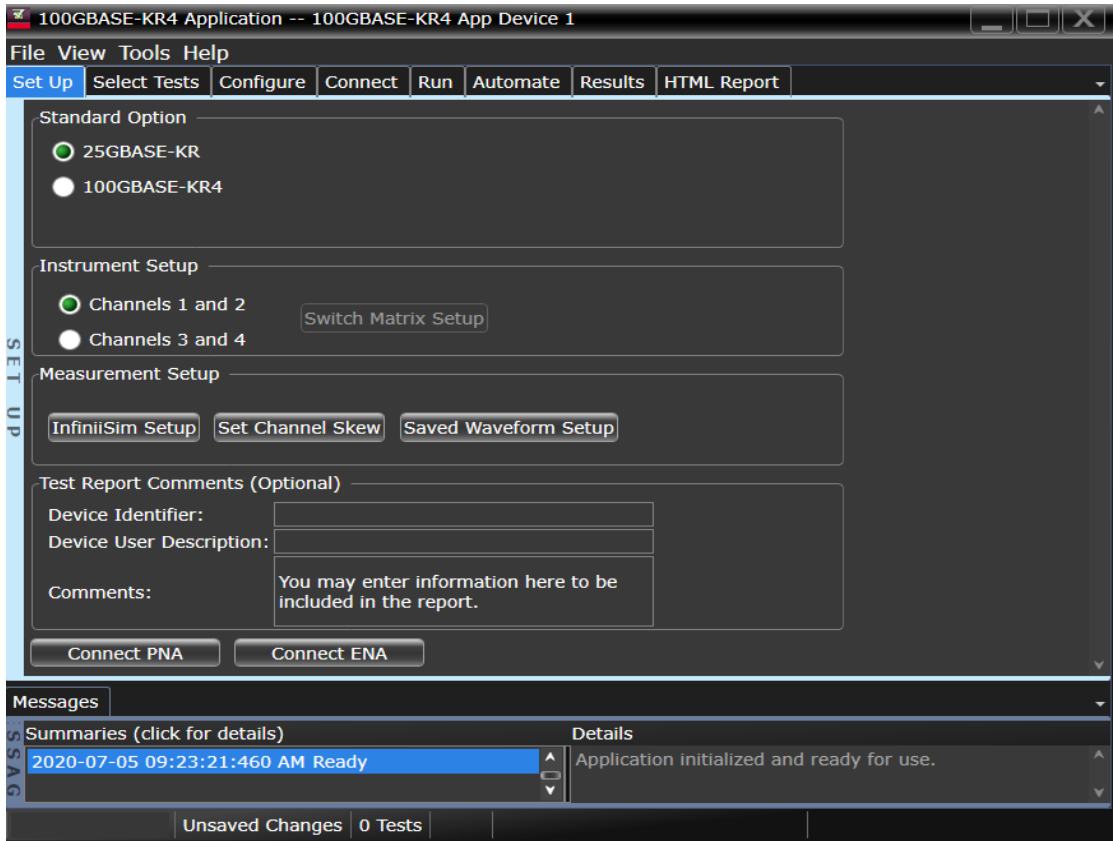 100GBASE-KR4 Application -- 100GBASE-KR4 App Device 1
File View Tools Help
Set Up Select Tests Configure Connect Run Automate Results HTML Report
Standard Option
25GBASE-KR
100GBASE-KR4
Instrument Setup
Channels 1 and 2
Switch Matrix Setup
Channels 3 and 4
SET UP
Measurement Setup
InfiniiSim Setup Set Channel Skew Saved Waveform Setup
Test Report Comments (Optional)
Device Identifier:
Device User Description:
Comments:
You may enter information here to be
included in the report.
Connect PNA Connect ENA
Messages
Summaries (click for details) Details
SSAG
2020-07-05 09:23:21:460 AM Ready Application initialized and ready for use.
Unsaved Changes 0 Tests